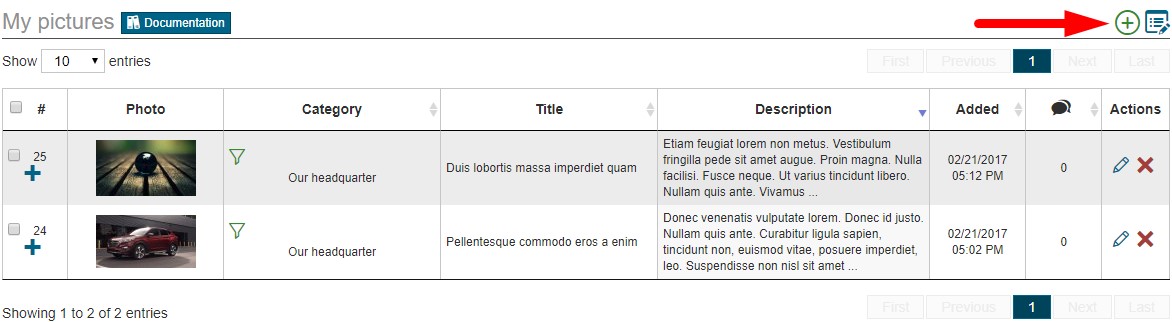 My pictures Documentation
Show 10 entries First Previous 1 Next Last
# Photo Category Title Description Added Actions
25 Our headquarter Duis lobortis massa imperdiet quam
Etiam feugiat lorem non metus. Vestibulum
fringilla pede sit amet augue. Proin magna. Nulla
facilisi. Fusce neque. Ut varius tincidunt libero.
Nullam quis ante. Vivamus ...
02/21/2017
05:12 PM
0
24 Our headquarter Pellentesque commodo eros a enim
Donec venenatis vulputate lorem. Donec id justo.
Nullam quis ante. Curabitur ligula sapien,
tincidunt non, euismod vitae, posuere imperdiet,
leo. Suspendisse non nisl sit amet ...
02/21/2017
05:02 PM
0
Showing 1 to 2 of 2 entries First Previous 1 Next Last